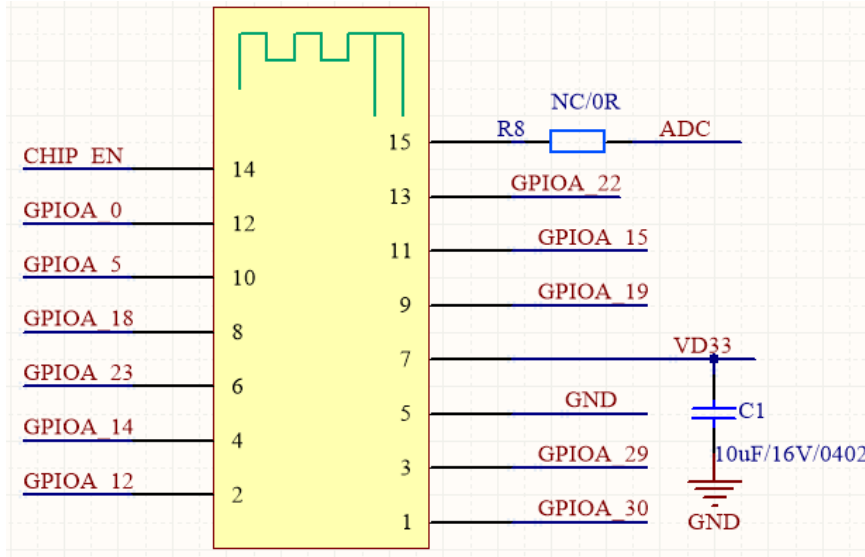 NC/0R
R8
ADC
15
CHIP_EN
14
GPIOA_22
13
GPIOA_0
12
GPIOA_15
11
GPIOA_5
10
GPIOA_19
9
GPIOA_18
8
VD33
7
GPIOA_23
6
GND
5
C1
GPIOA_14
4
GPIOA_29
3
10uF/16V/0402
GPIOA_12
2
GPIOA_30
1
GND